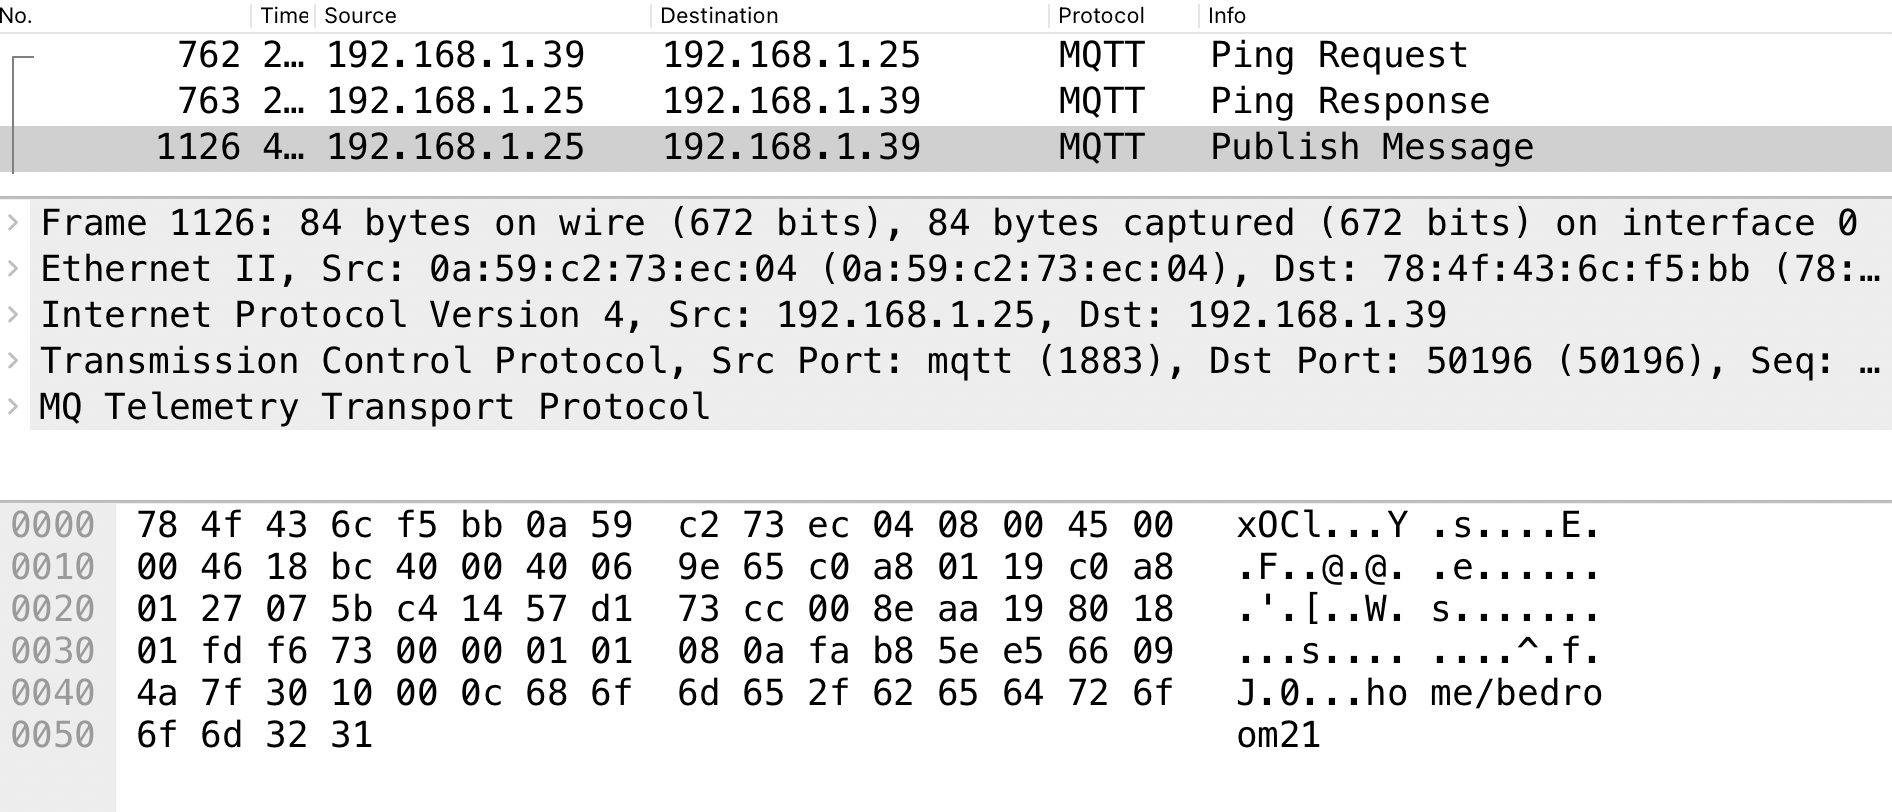 No. Time Source Destination Protocol Info
762 2… 192.168.1.39 192.168.1.25 MQTT Ping Request
763 2… 192.168.1.25 192.168.1.39 MQTT Ping Response
1126 4… 192.168.1.25 192.168.1.39 MQTT Publish Message
Frame 1126: 84 bytes on wire (672 bits), 84 bytes captured (672 bits) on interface 0
Ethernet II, Src: 0a:59:c2:73:ec:04 (0a:59:c2:73:ec:04), Dst: 78:4f:43:6c:f5:bb (78:…
Internet Protocol Version 4, Src: 192.168.1.25, Dst: 192.168.1.39
Transmission Control Protocol, Src Port: mqtt (1883), Dst Port: 50196 (50196), Seq: …
MQ Telemetry Transport Protocol
0000 78 4f 43 6c f5 bb 0a 59 c2 73 ec 04 08 00 45 00 xOCl...Y .s....E.
0010 00 46 18 bc 40 00 40 06 9e 65 c0 a8 01 19 c0 a8 .F..@.@. .e......
0020 01 27 07 5b c4 14 57 d1 73 cc 00 8e aa 19 80 18 .'.[..W. s.......
0030 01 fd f6 73 00 00 01 01 08 0a fa b8 5e e5 66 09 ...s.... ....^.f.
0040 4a 7f 30 10 00 0c 68 6f 6d 65 2f 62 65 64 72 6f J.0...ho me/bedro
0050 6f 6d 32 31 om21